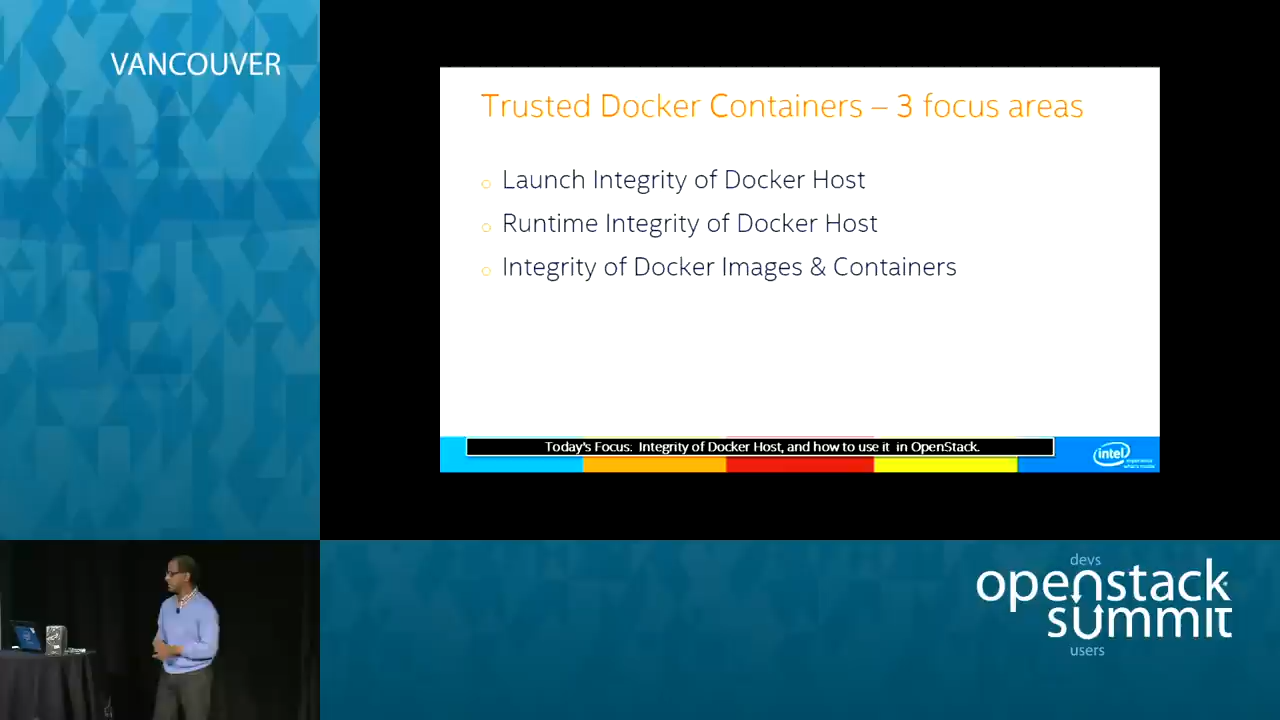 VANCOUVER
Trusted Docker Containers – 3 focus areas
Launch Integrity of Docker Host
Runtime Integrity of Docker Host
Integrity of Docker Images & Containers
Today's Focus: Integrity of Docker Host, and how to use it in OpenStack.
intel
devs
openstack
summit
users